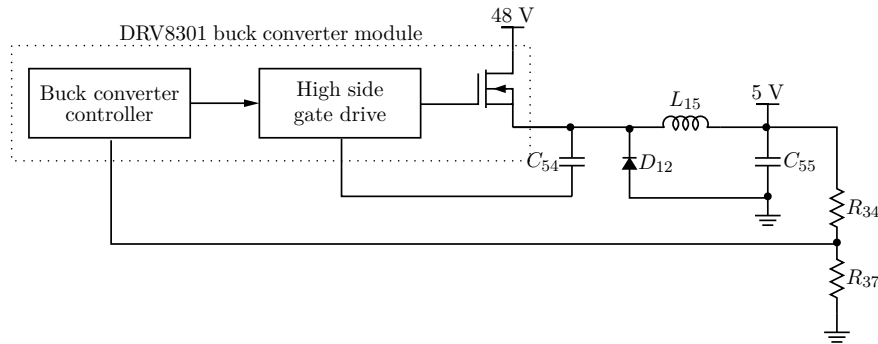 48 V
DRV8301 buck converter module
Buck converter
controller
High side
gate drive
L15
5 V
C54
D12
C55
R34
R37